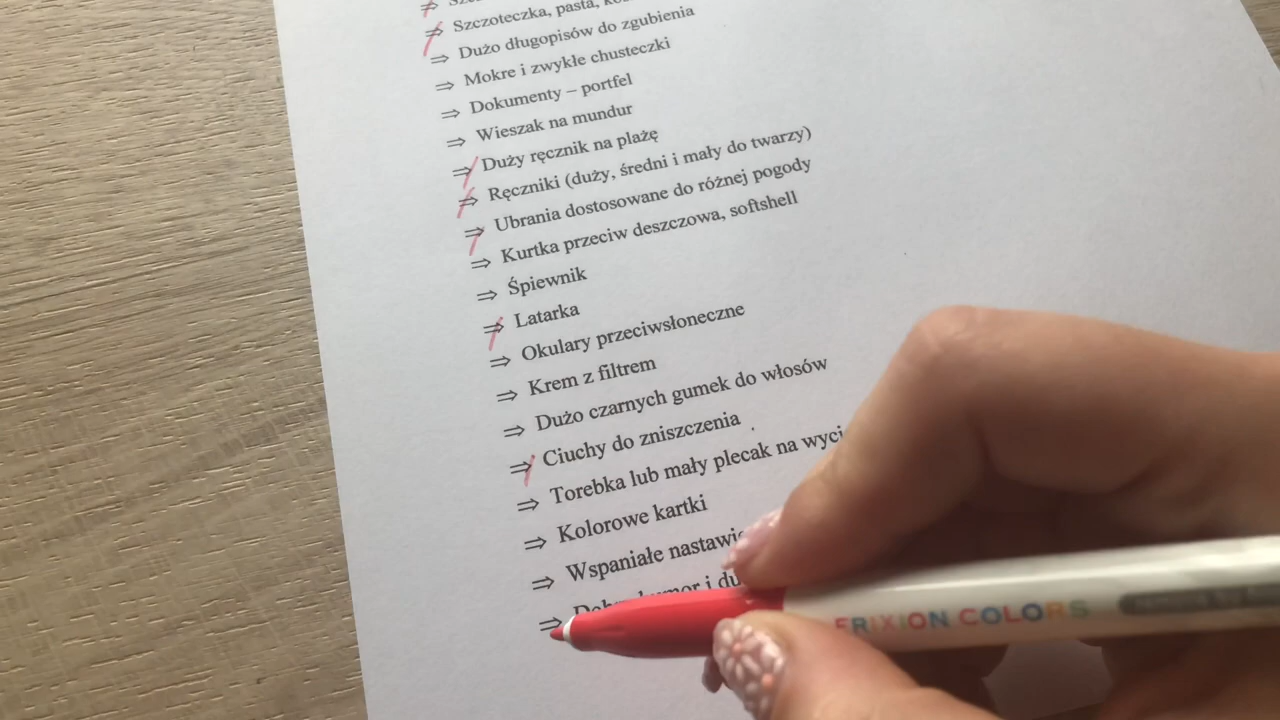 ⇒ Szczoteczka, pasta,
⇒ Dużo długopisów do zgubienia
⇒ Mokre i zwykłe chusteczki
⇒ Dokumenty – portfel
⇒ Wieszak na mundur
⇒ Duży ręcznik na plażę
⇒ Ręczniki (duży, średni i mały do twarzy)
⇒ Ubrania dostosowane do różnej pogody
⇒ Kurtka przeciw deszczowa, softshell
⇒ Śpiewnik
⇒ Latarka
⇒ Okulary przeciwsłoneczne
⇒ Krem z filtrem
⇒ Dużo czarnych gumek do włosów
⇒ Ciuchy do zniszczenia
⇒ Torebka lub mały plecak na wyci
⇒ Kolorowe kartki
⇒ Wspaniałe nastawie
⇒ humor i du
FRIXION COLORS